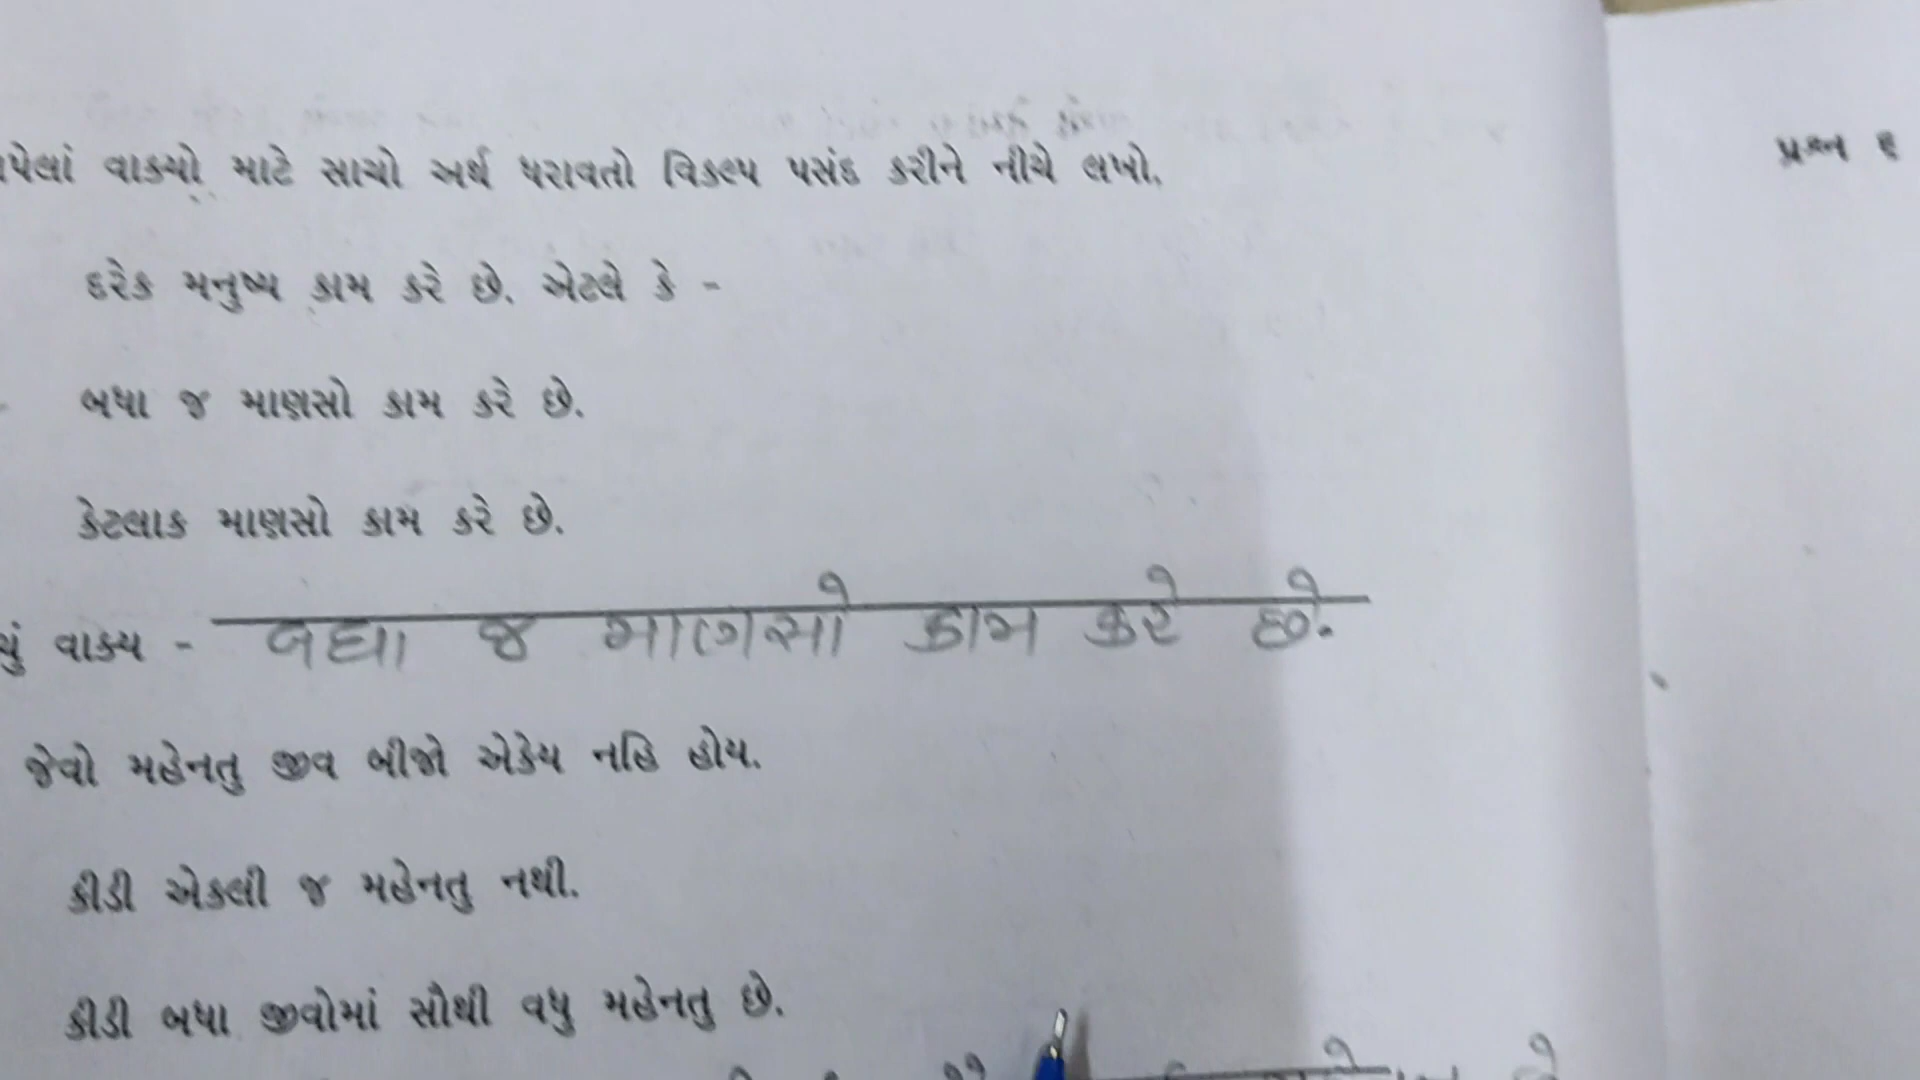 વાક્યો માટે સાચો અર્થ ધરાવતો વિકલ્પ પસંદ કરીને નીચે લખો.
પ્રશ્ન ૬
દરેક મનુષ્ય કામ કરે છે. એટલે કે -
બધા જ માણસો કામ કરે છે.
કેટલાક માણસો કામ કરે છે.
વાક્ય - બધા જ માણસો કામ કરે છે.
જેવો મહેનતુ જીવ બીજો એકેય નહિ હોય.
કીડી એકલી જ મહેનતુ નથી.
કીડી બધા જીવોમાં સૌથી વધુ મહેનતુ છે.